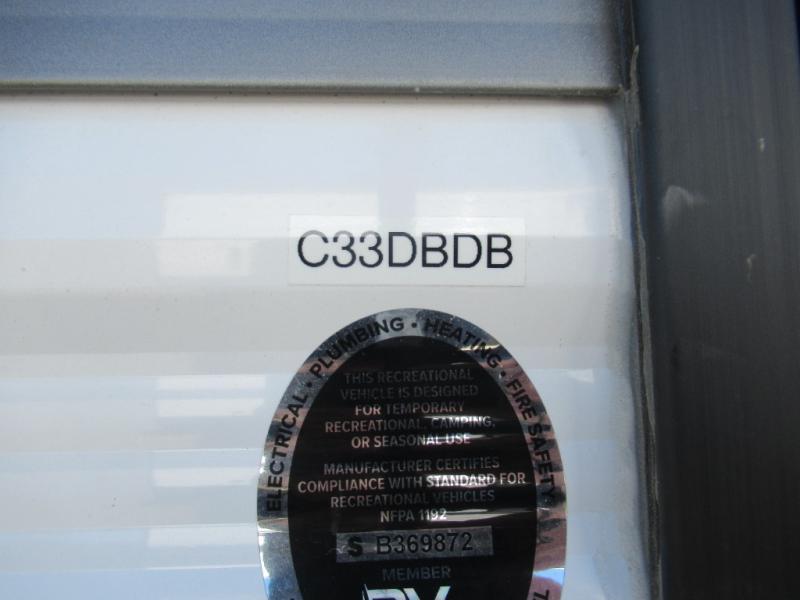 C33DBDB
ELECTRICAL • PLUMBING • HEATING • FIRE SAFETY
THIS RECREATIONAL
VEHICLE IS DESIGNED
FOR TEMPORARY
RECREATIONAL, CAMPING,
OR SEASONAL USE
MANUFACTURER CERTIFIES
COMPLIANCE WITH STANDARD FOR
RECREATIONAL VEHICLES
NFPA 1192
S B369872
MEMBER
RV